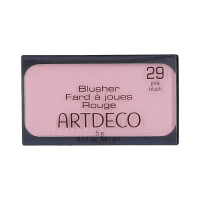 29
pink
blush
Blusher
Fard à joues
Rouge
ARTDECO
5 g